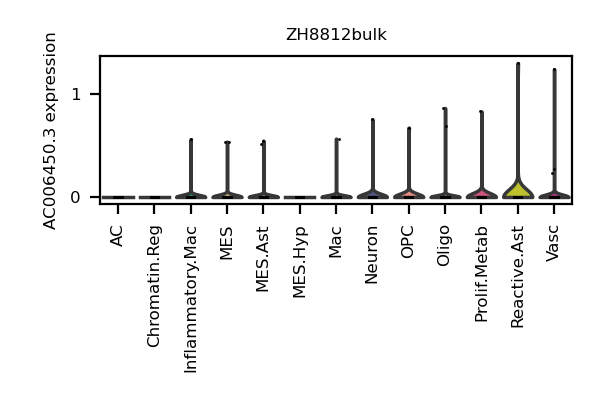 ZH8812bulk
AC006450.3 expression
1
0
AC
Chromatin.Reg
Inflammatory.Mac
MES
MES.Ast
MES.Hyp
Mac
Neuron
OPC
Oligo
Prolif.Metab
Reactive.Ast
Vasc